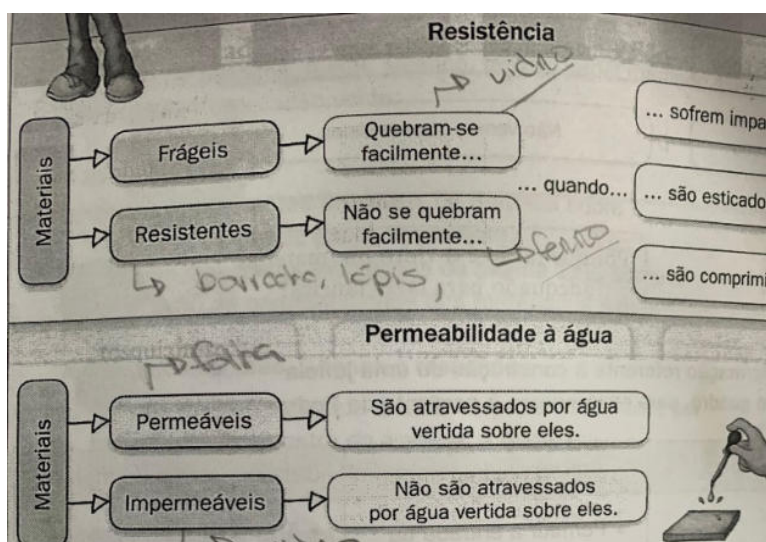 Resistência
→ vidro
Materiais
Frágeis
Quebram-se
facilmente...
... quando...
... sofrem impa
... são esticado
... são comprimi
Resistentes
Não se quebram
facilmente...
→ ferro
→ borracha, lápis,
Permeabilidade à água
Materiais
Permeáveis
São atravessados por água
vertida sobre eles.
Impermeáveis
Não são atravessados
por água vertida sobre eles.